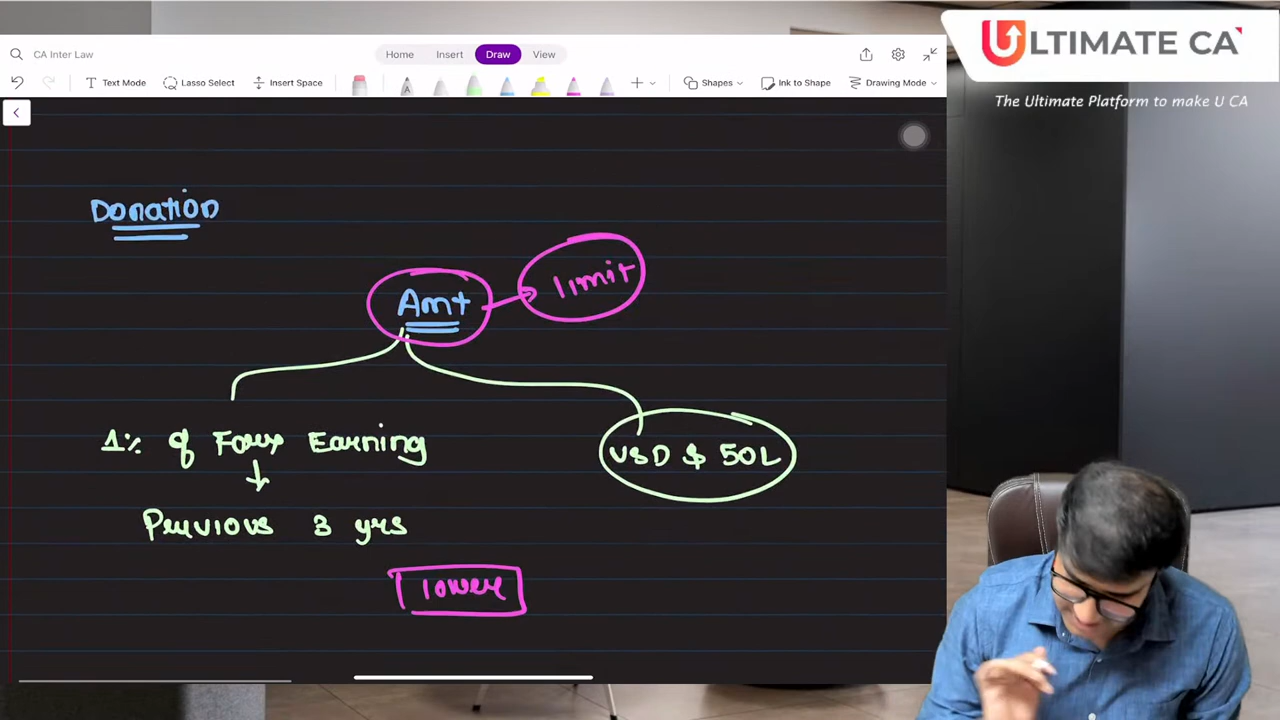 ULTIMATE CA
The Ultimate Platform to make U CA
CA Inter Law
Home Insert Draw View
Text Mode Lasso Select Insert Space Shapes Ink to Shape Drawing Mode
Donation
limit
Amt
1% of Forex Earning
USD $ 50L
Previous 3 yrs
lower